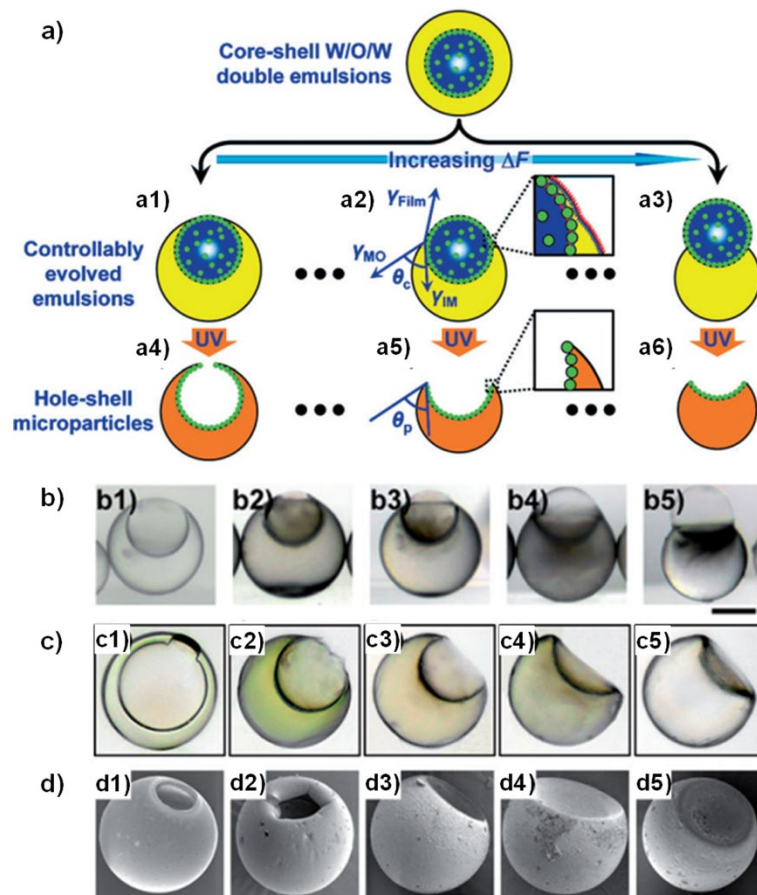 a)
Core-shell W/O/W
double emulsions
Increasing ΔF
a1)
a2)
a3)
γFilm
γMO
θc
γIM
Controllably
evolved
emulsions
UV
UV
UV
a4)
a5)
a6)
Hole-shell
microparticles
θp
b)
b1)
b2)
b3)
b4)
b5)
c)
c1)
c2)
c3)
c4)
c5)
d)
d1)
d2)
d3)
d4)
d5)